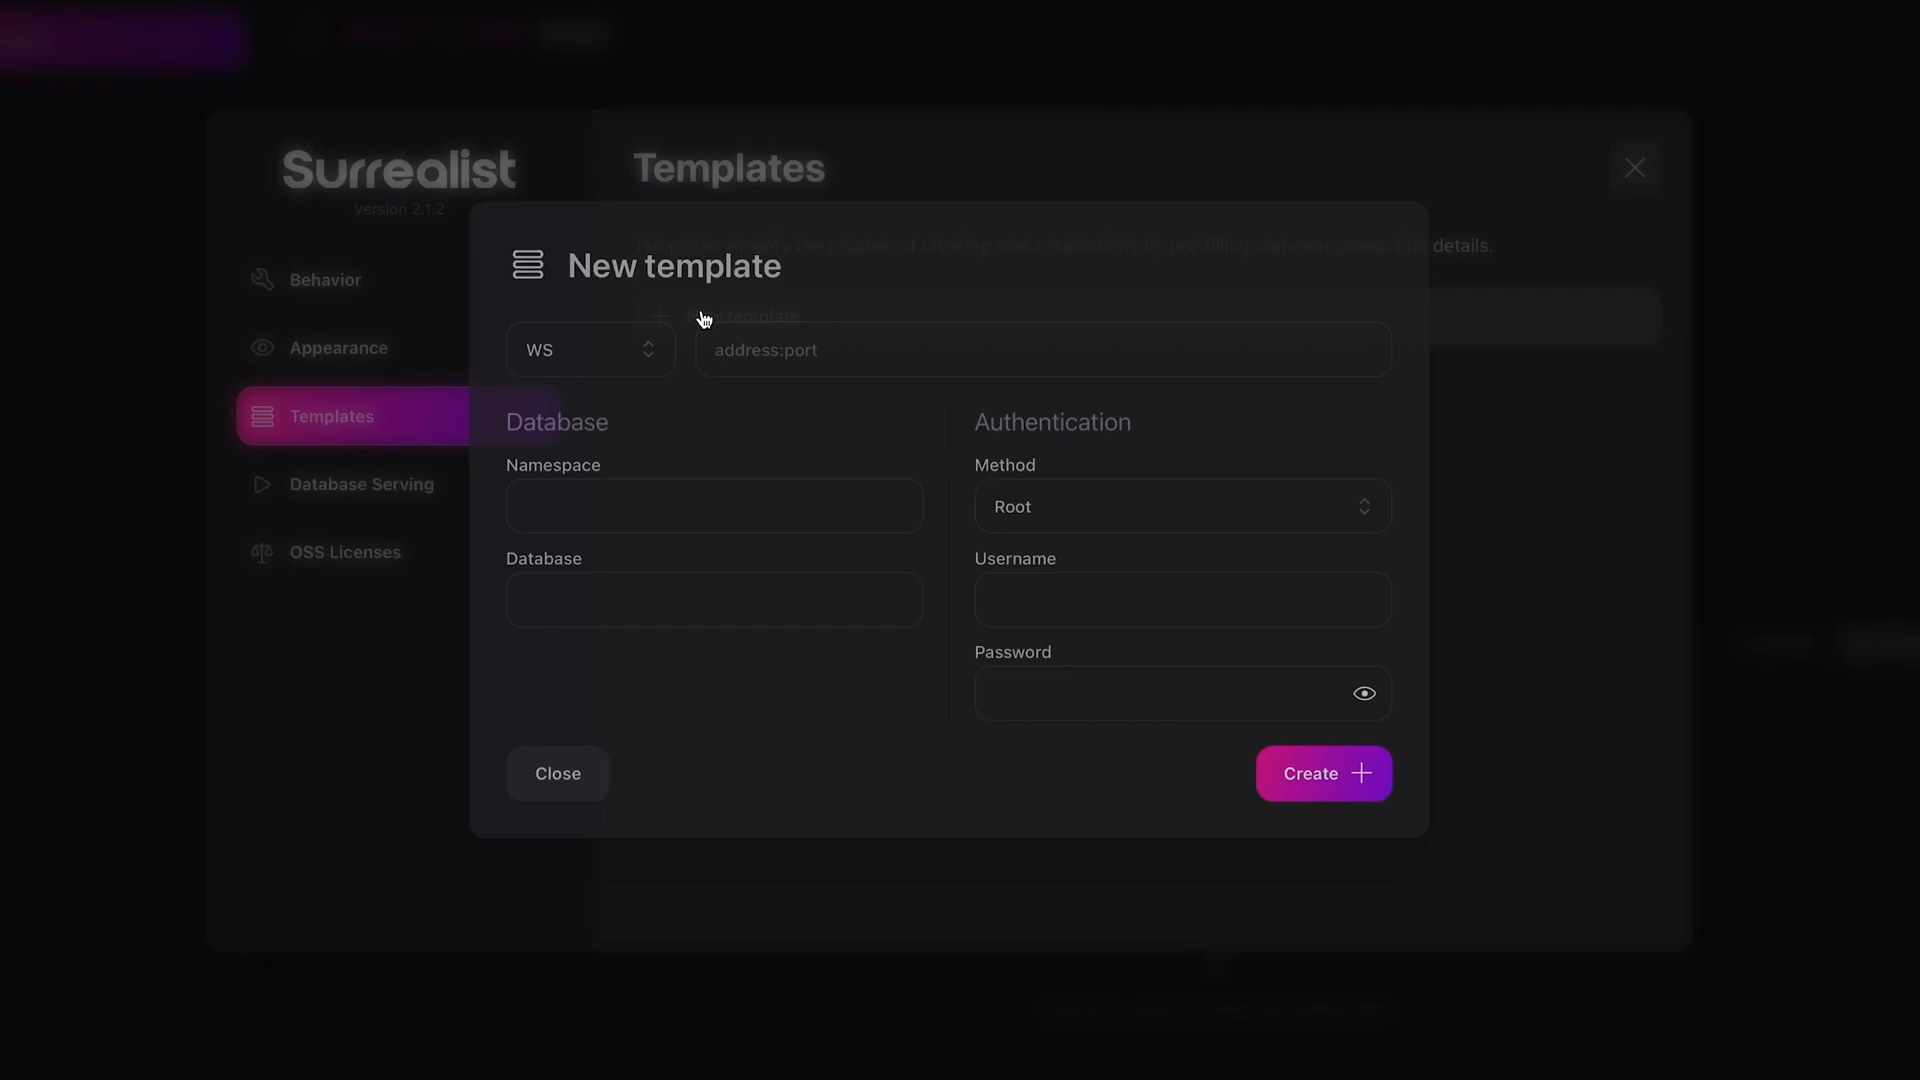 Surrealist
Version 2.1.2
Behavior
Appearance
Templates
Database Serving
OSS Licenses
Templates
Templates simplify the process of creating new connections by pre-filling common connection details.
New template
New template
WS
address:port
Database
Namespace
Database
Authentication
Method
Root
Username
Password
Close
Create